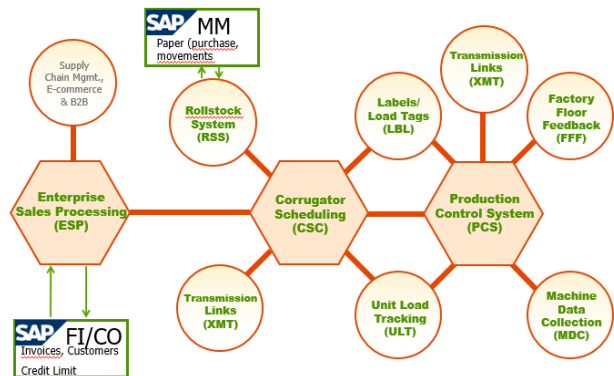 SAP MM
Paper (purchase,
movements
Supply
Chain Mgmt.,
E-commerce
& B2B
Rollstock
System
(RSS)
Labels/
Load Tags
(LBL)
Transmission
Links
(XMT)
Factory
Floor
Feedback
(FFF)
Enterprise
Sales Processing
(ESP)
Corrugator
Scheduling
(CSC)
Production
Control System
(PCS)
Transmission
Links
(XMT)
Unit Load
Tracking
(ULT)
Machine
Data
Collection
(MDC)
SAP FI/CO
Invoices, Customers
Credit Limit